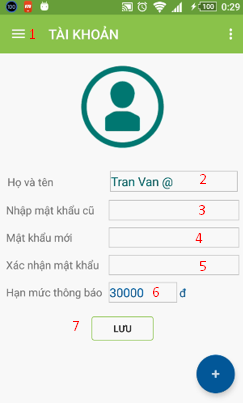 100 0:29
1 TÀI KHOẢN
Họ và tên Tran Van @ 2
Nhập mật khẩu cũ 3
Mật khẩu mới 4
Xác nhận mật khẩu 5
Hạn mức thông báo 30000 6 đ
7 LƯU
+